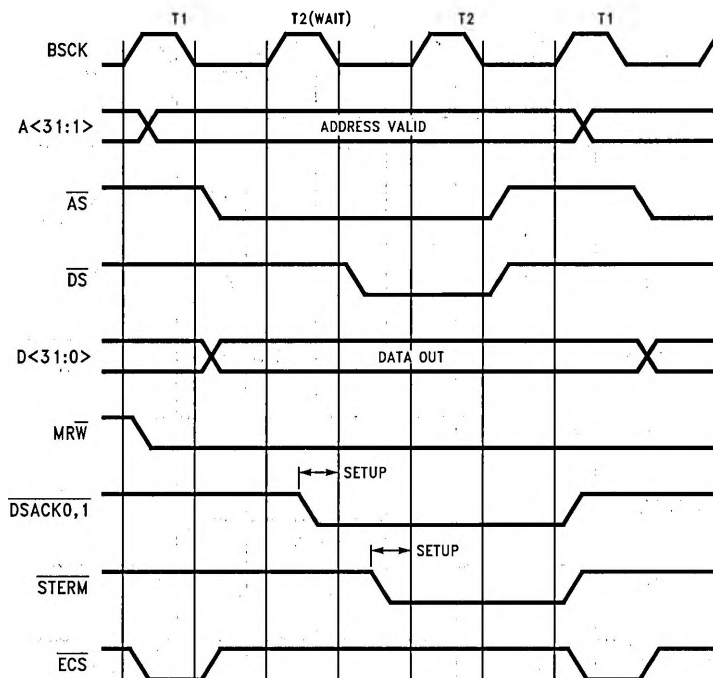 T1 T2(WAIT) T2 T1
BSCK
A<31:1> ADDRESS VALID
AS
DS
D<31:0> DATA OUT
MRW
SETUP
DSACK0,1
SETUP
STERM
ECS